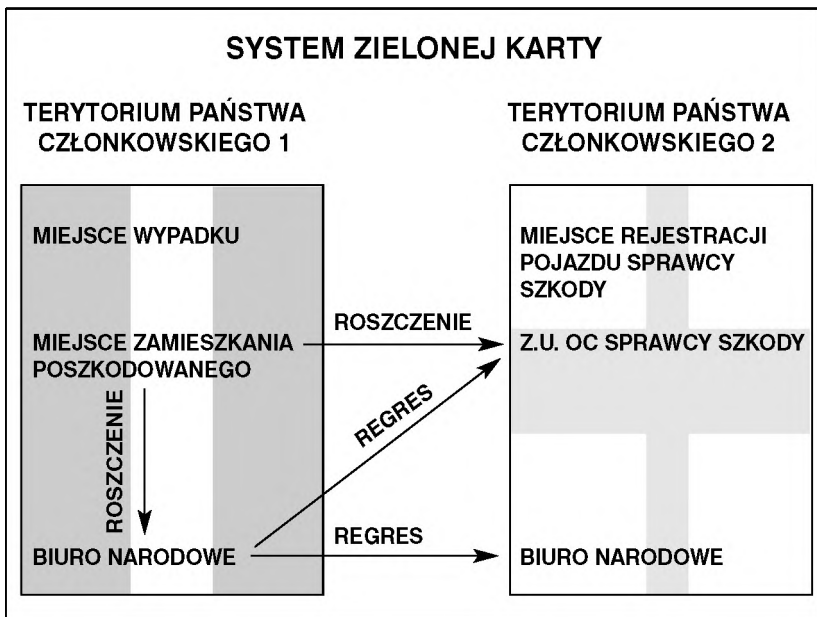 SYSTEM ZIELONEJ KARTY
TERYTORIUM PAŃSTWA
CZŁONKOWSKIEGO 1
TERYTORIUM PAŃSTWA
CZŁONKOWSKIEGO 2
MIEJSCE WYPADKU
MIEJSCE REJESTRACJI
POJAZDU SPRAWCY
SZKODY
MIEJSCE ZAMIESZKANIA
POSZKODOWANEGO
ROSZCZENIE
Z.U. OC SPRAWCY SZKODY
ROSZCZENIE
REGRES
BIURO NARODOWE
REGRES
BIURO NARODOWE